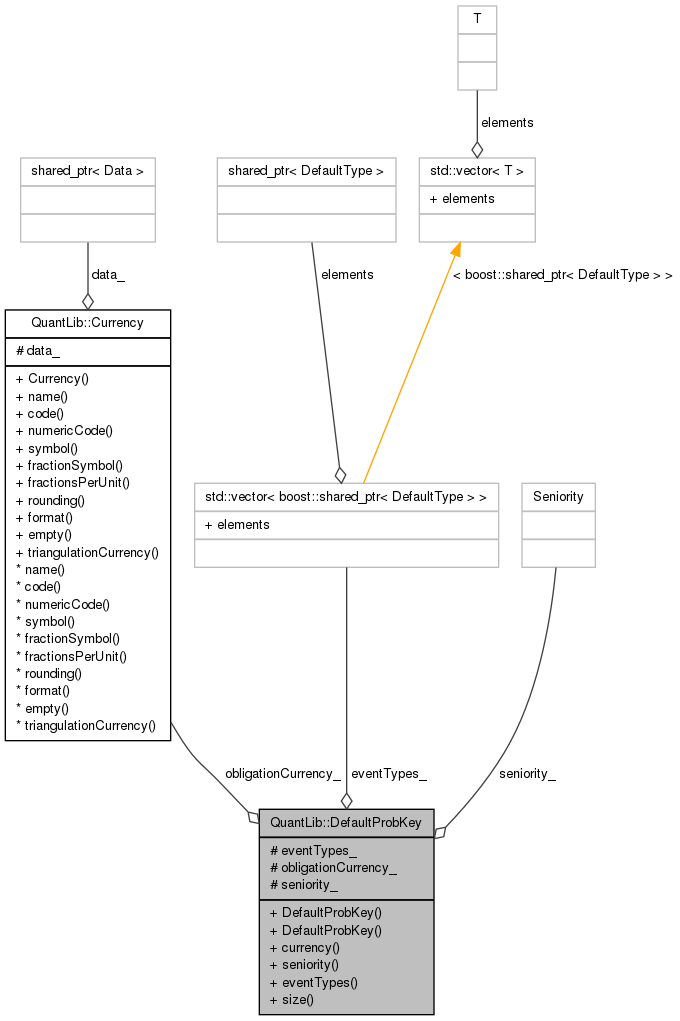 T
elements
shared_ptr< Data >
shared_ptr< DefaultType >
std::vector< T >
+ elements
data_
elements
< boost::shared_ptr< DefaultType > >
QuantLib::Currency
# data_
+ Currency()
+ name()
+ code()
+ numericCode()
+ symbol()
+ fractionSymbol()
+ fractionsPerUnit()
+ rounding()
+ format()
+ empty()
+ triangulationCurrency()
* name()
* code()
* numericCode()
* symbol()
* fractionSymbol()
* fractionsPerUnit()
* rounding()
* format()
* empty()
* triangulationCurrency()
std::vector< boost::shared_ptr< DefaultType > >
+ elements
Seniority
obligationCurrency_
eventTypes_
seniority_
QuantLib::DefaultProbKey
# eventTypes_
# obligationCurrency_
# seniority_
+ DefaultProbKey()
+ DefaultProbKey()
+ currency()
+ seniority()
+ eventTypes()
+ size()